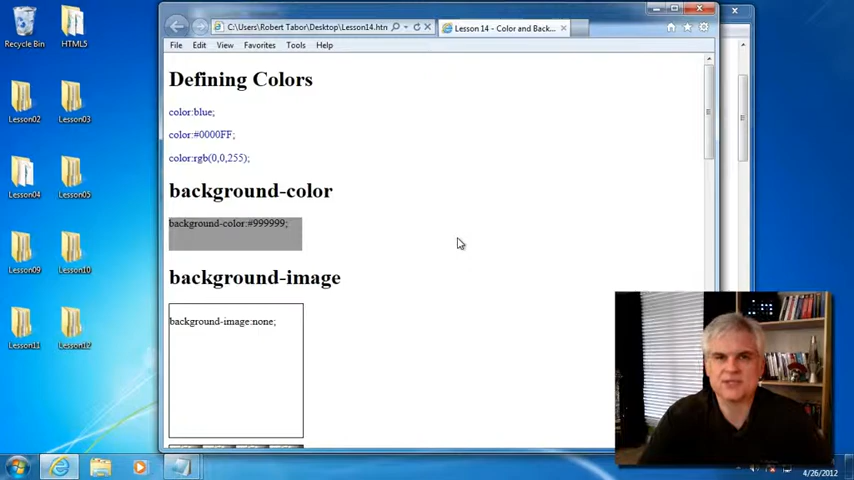 C:\Users\Robert Tabor\Desktop\Lesson14.htn
Lesson 14 - Color and Back...
File Edit View Favorites Tools Help
Recycle Bin HTML5
Defining Colors
color:blue;
Lesson02 Lesson03
color:#0000FF;
color:rgb(0,0,255);
background-color
Lesson04 Lesson05
background-color:#999999;
Lesson09 Lesson10
background-image
background-image:none;
Lesson11 Lesson12
4/26/2012